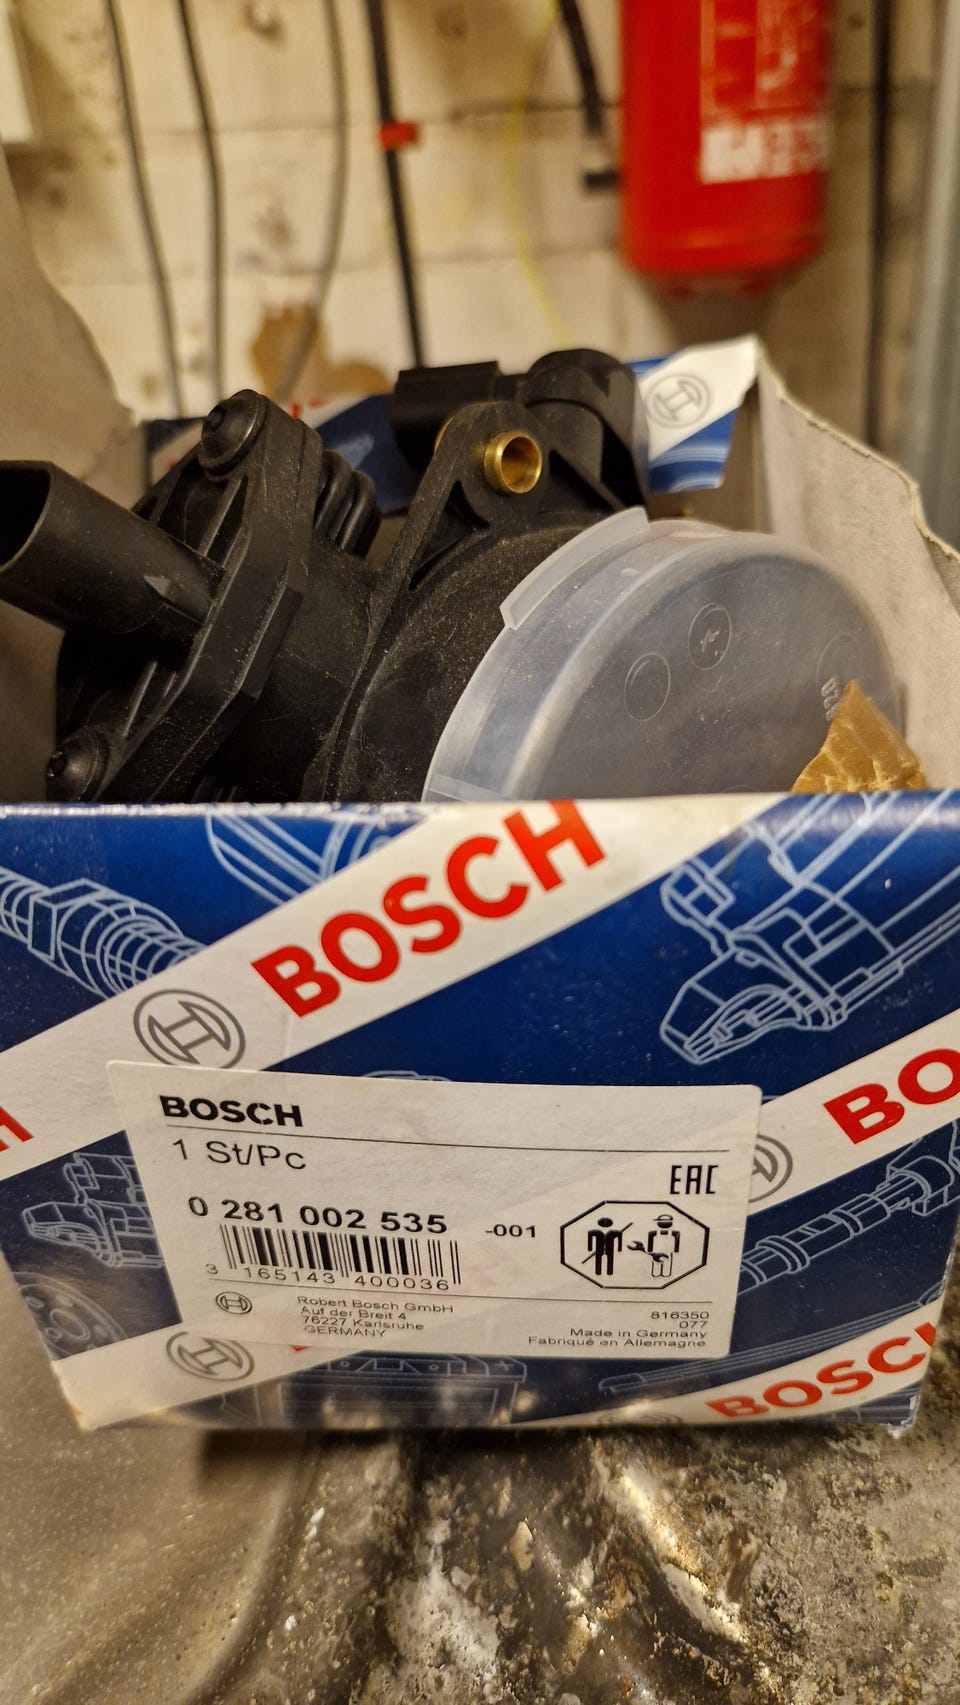 BOSCH
BOSCH
1 St/Pc
EAC
0 281 002 535 -001
3 165143 400036
Robert Bosch GmbH
Auf der Breit 4
76227 Karlsruhe
GERMANY
816350
077
Made in Germany
Fabriqué en Allemagne
BO
BOSCH